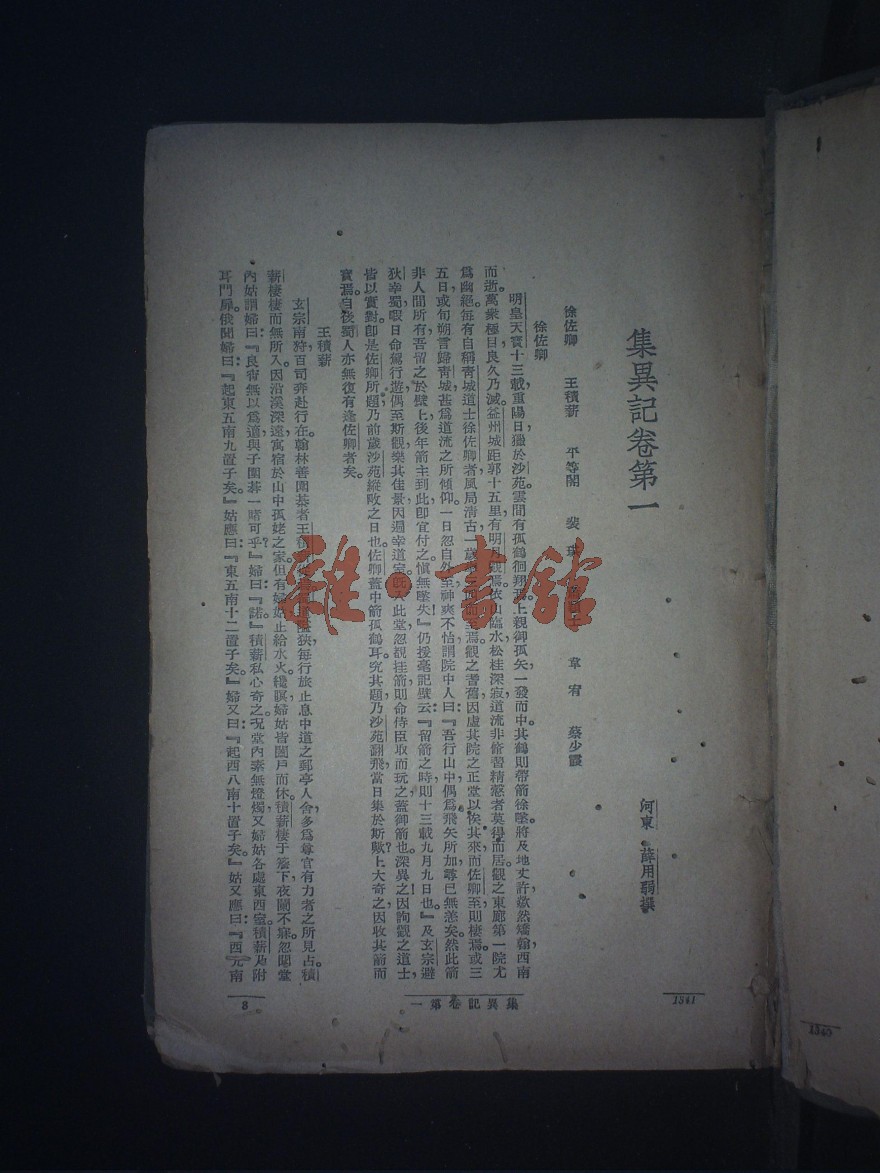 集異記卷第一
河東 薛用弱撰
徐佐卿 王積薪 平等閣 裴 韋宥 蔡少霞
徐佐卿
明皇天寶十三載重陽日獵於沙苑雲間有孤鶴徊翔 上親御孤矢一發而中其鶴則帶箭徐墜將及地丈許歘然矯翰西南
而逝萬衆極目良久乃滅益州城距郭十五里有明月觀 依山臨水松桂深寂道流非修習精慤者莫得而居觀之東廊第一院尤
爲幽絕每有自稱靑城道士徐佐卿者風局淸古一歲 至焉觀之耆舊因虛其院之正堂以俟其來而佐卿至則棲焉或三
五日或旬朔言歸靑城甚爲道流之所傾仰一日忽自外至神爽不怡謂院中人曰『吾行山中偶爲飛矢所加尋已無恙矣然此箭
非人間所有吾留之於壁上後年箭主到此卽宜付之愼無墜失』仍援毫記壁云『留箭之時則十三載九月九日也』及玄宗避
狄幸蜀暇日命駕行遊偶至斯觀樂其佳景因遍幸道室旣入此堂忽覩挂箭則命侍臣取而玩之蓋御箭也深異之因詢觀之道士
皆以實對卽是佐卿所題乃前歲沙苑縱畋之日也佐卿蓋中箭孤鶴耳究其題乃沙苑翻飛當日集於斯歟上大奇之因收其箭而
寶焉自後蜀人亦無復有逢佐卿者矣。
王積薪
玄宗南狩百司奔赴行在翰林善圍棊者王積 狹每行旅止息中道之郵亭人舍多爲尊官有力者之所見占積
薪棲棲而無所入因沿溪深遠寓宿於山中孤姥之家但有婦姑止給水火纔暝婦姑皆闔戶而休積薪棲于簷下夜闌不寐忽聞堂
內姑謂婦曰『良宵無以爲適與子圍棊一賭可乎』婦曰『諾』積薪私心奇之況堂內素無燈燭又婦姑各處東西室積薪乃附
耳門扉俄聞婦曰『起東五南九置子矣』姑應曰『東五南十二置子矣』婦又曰『起西八南十置子矣』姑又應曰『西九南
集異記卷第一
8
1341
1340
雜·書館